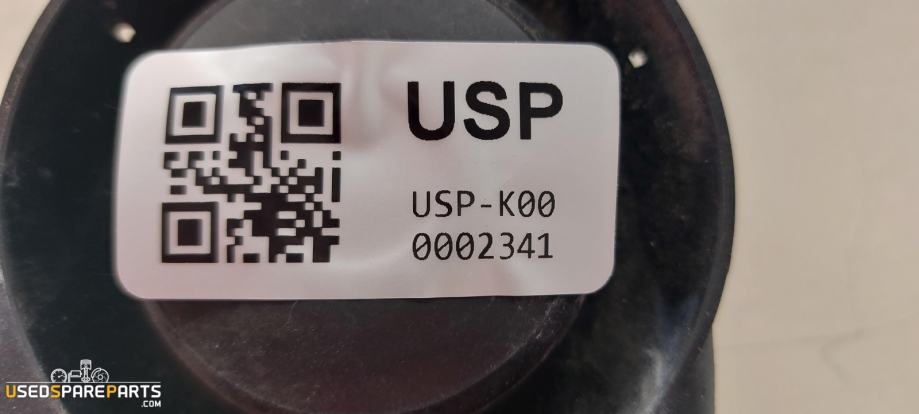 USP
USP-K00
0002341
USEDSPAREPARTS
.COM